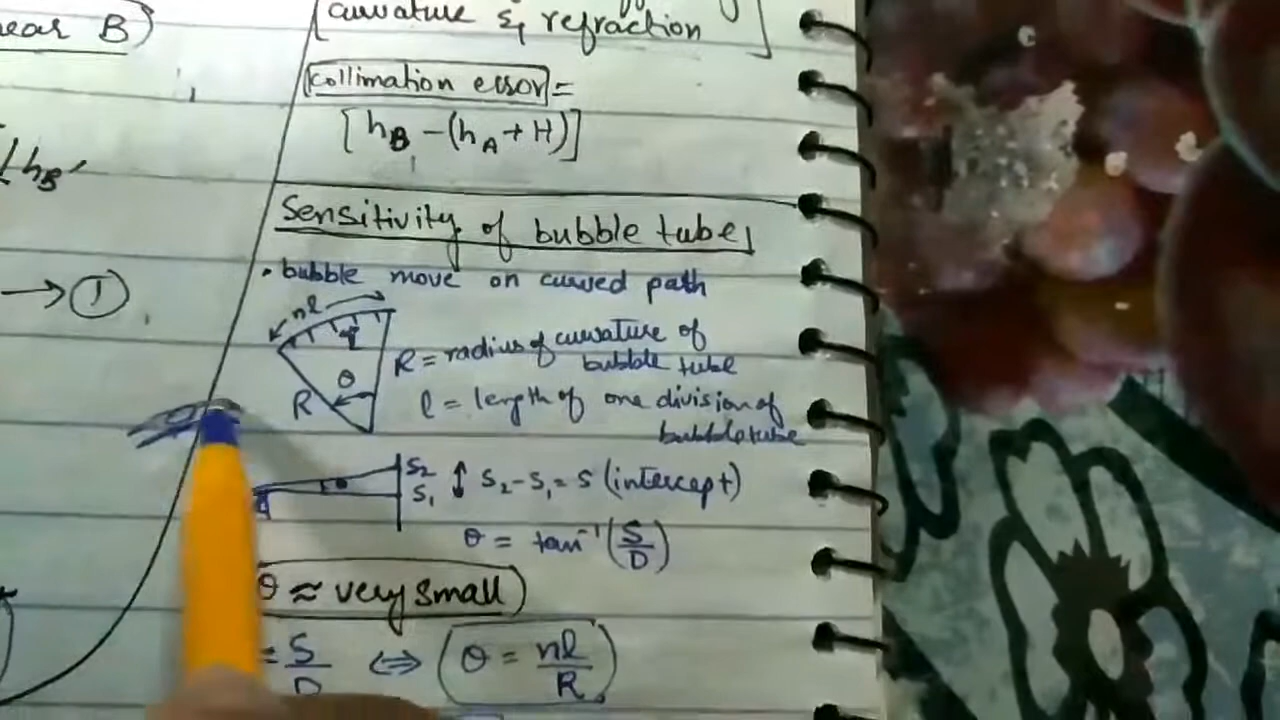 ear B)
curvature & refraction
collimation error =
[hB - (hA + H)]
hB'
Sensitivity of bubble tube
→ ①
• bubble move on curved path
nl
R = radius of curvature of
bubble tube
θ
R
l = length of one division of
bubble tube
S2
S1
S2 - S1 = S (intercept)
θ = tan⁻¹ (S/D)
θ ≈ very small)
= S/D ⇔ (θ = nl/R)